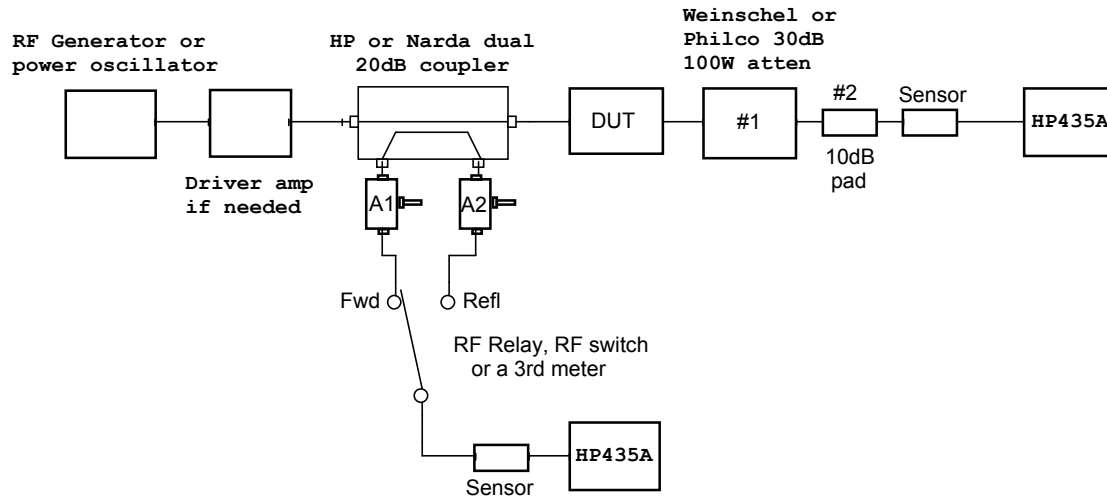 RF Generator or
power oscillator
HP or Narda dual
20dB coupler
Weinschel or
Philco 30dB
100W atten
#2
Sensor
DUT
#1
HP435A
10dB
pad
Driver amp
if needed
A1
A2
Fwd
Refl
RF Relay, RF switch
or a 3rd meter
HP435A
Sensor